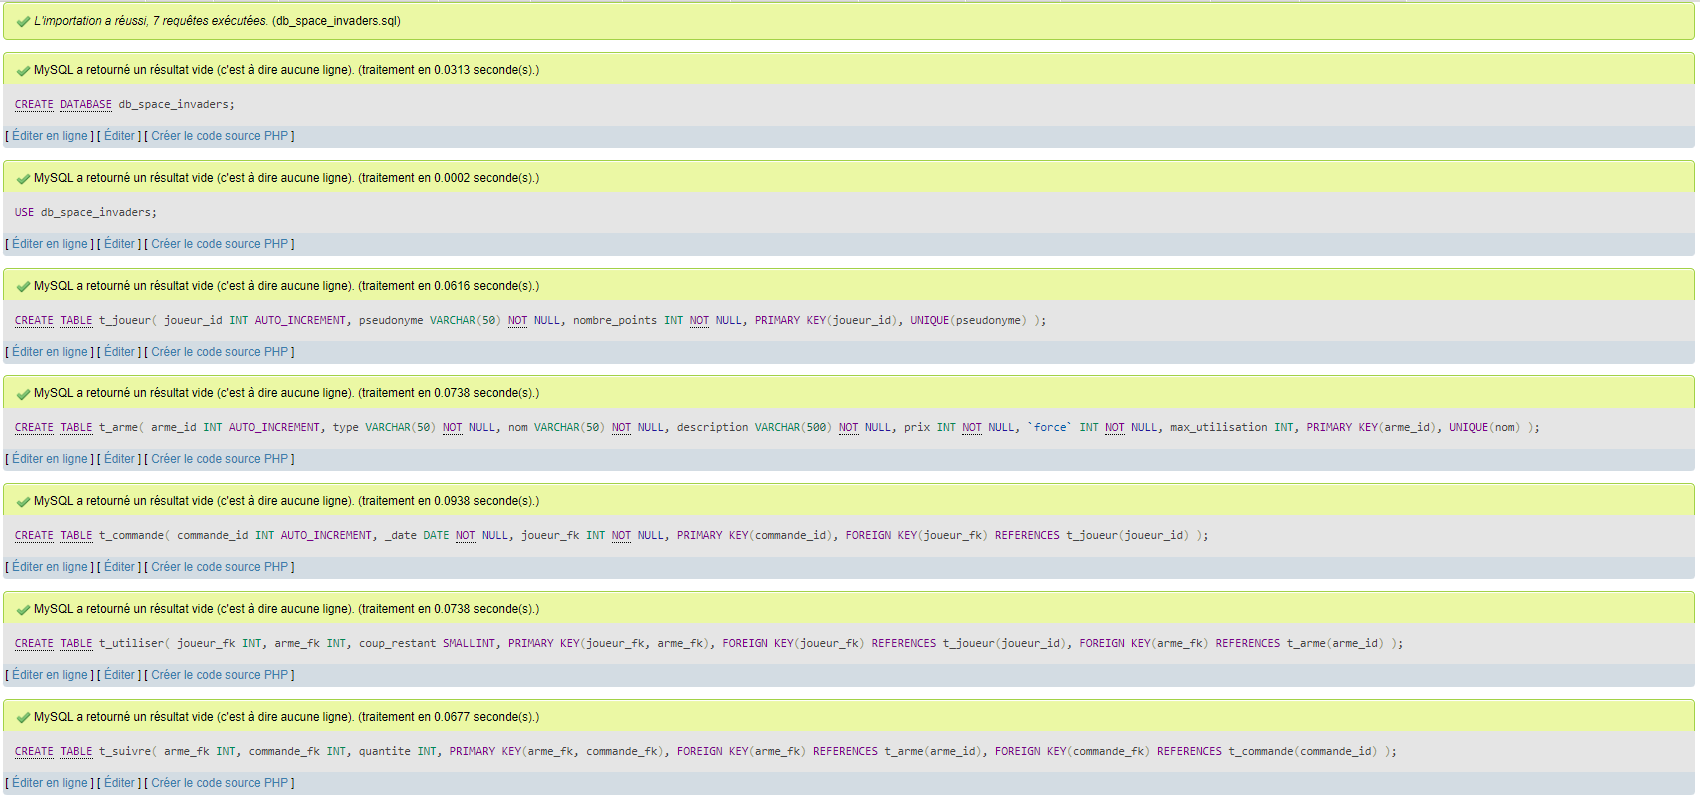 L'importation a réussi, 7 requêtes exécutées. (db_space_invaders.sql)
MySQL a retourné un résultat vide (c'est à dire aucune ligne). (traitement en 0.0313 seconde(s).)
CREATE DATABASE db_space_invaders;
[ Éditer en ligne ] [ Éditer ] [ Créer le code source PHP ]
MySQL a retourné un résultat vide (c'est à dire aucune ligne). (traitement en 0.0002 seconde(s).)
USE db_space_invaders;
[ Éditer en ligne ] [ Éditer ] [ Créer le code source PHP ]
MySQL a retourné un résultat vide (c'est à dire aucune ligne). (traitement en 0.0616 seconde(s).)
CREATE TABLE t_joueur( joueur_id INT AUTO_INCREMENT, pseudonyme VARCHAR(50) NOT NULL, nombre_points INT NOT NULL, PRIMARY KEY(joueur_id), UNIQUE(pseudonyme) );
[ Éditer en ligne ] [ Éditer ] [ Créer le code source PHP ]
MySQL a retourné un résultat vide (c'est à dire aucune ligne). (traitement en 0.0738 seconde(s).)
CREATE TABLE t_arme( arme_id INT AUTO_INCREMENT, type VARCHAR(50) NOT NULL, nom VARCHAR(50) NOT NULL, description VARCHAR(500) NOT NULL, prix INT NOT NULL, `force` INT NOT NULL, max_utilisation INT, PRIMARY KEY(arme_id), UNIQUE(nom) );
[ Éditer en ligne ] [ Éditer ] [ Créer le code source PHP ]
MySQL a retourné un résultat vide (c'est à dire aucune ligne). (traitement en 0.0938 seconde(s).)
CREATE TABLE t_commande( commande_id INT AUTO_INCREMENT, _date DATE NOT NULL, joueur_fk INT NOT NULL, PRIMARY KEY(commande_id), FOREIGN KEY(joueur_fk) REFERENCES t_joueur(joueur_id) );
[ Éditer en ligne ] [ Éditer ] [ Créer le code source PHP ]
MySQL a retourné un résultat vide (c'est à dire aucune ligne). (traitement en 0.0738 seconde(s).)
CREATE TABLE t_utiliser( joueur_fk INT, arme_fk INT, coup_restant SMALLINT, PRIMARY KEY(joueur_fk, arme_fk), FOREIGN KEY(joueur_fk) REFERENCES t_joueur(joueur_id), FOREIGN KEY(arme_fk) REFERENCES t_arme(arme_id) );
[ Éditer en ligne ] [ Éditer ] [ Créer le code source PHP ]
MySQL a retourné un résultat vide (c'est à dire aucune ligne). (traitement en 0.0677 seconde(s).)
CREATE TABLE t_suivre( arme_fk INT, commande_fk INT, quantite INT, PRIMARY KEY(arme_fk, commande_fk), FOREIGN KEY(arme_fk) REFERENCES t_arme(arme_id), FOREIGN KEY(commande_fk) REFERENCES t_commande(commande_id) );
[ Éditer en ligne ] [ Éditer ] [ Créer le code source PHP ]